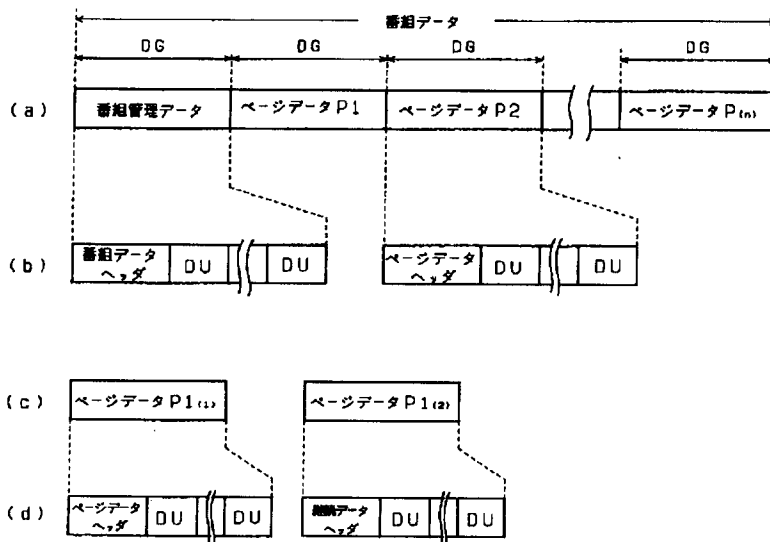 番組データ
DG DG DG DG
(a) 番組管理データ ページデータP1 ページデータP2 ページデータP(n)
(b) 番組データヘッダ DU DU ページデータヘッダ DU DU
(c) ページデータP1(1) ページデータP1(2)
(d) ページデータヘッダ DU DU 継続データヘッダ DU DU